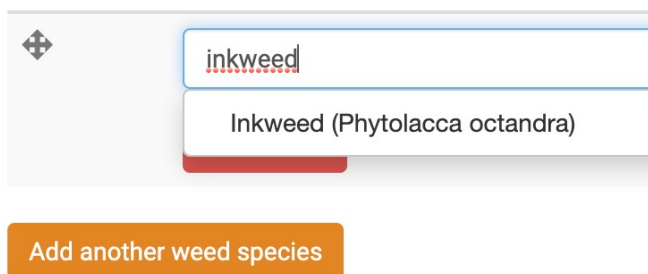 inkweed
Inkweed (Phytolacca octandra)
Add another weed species